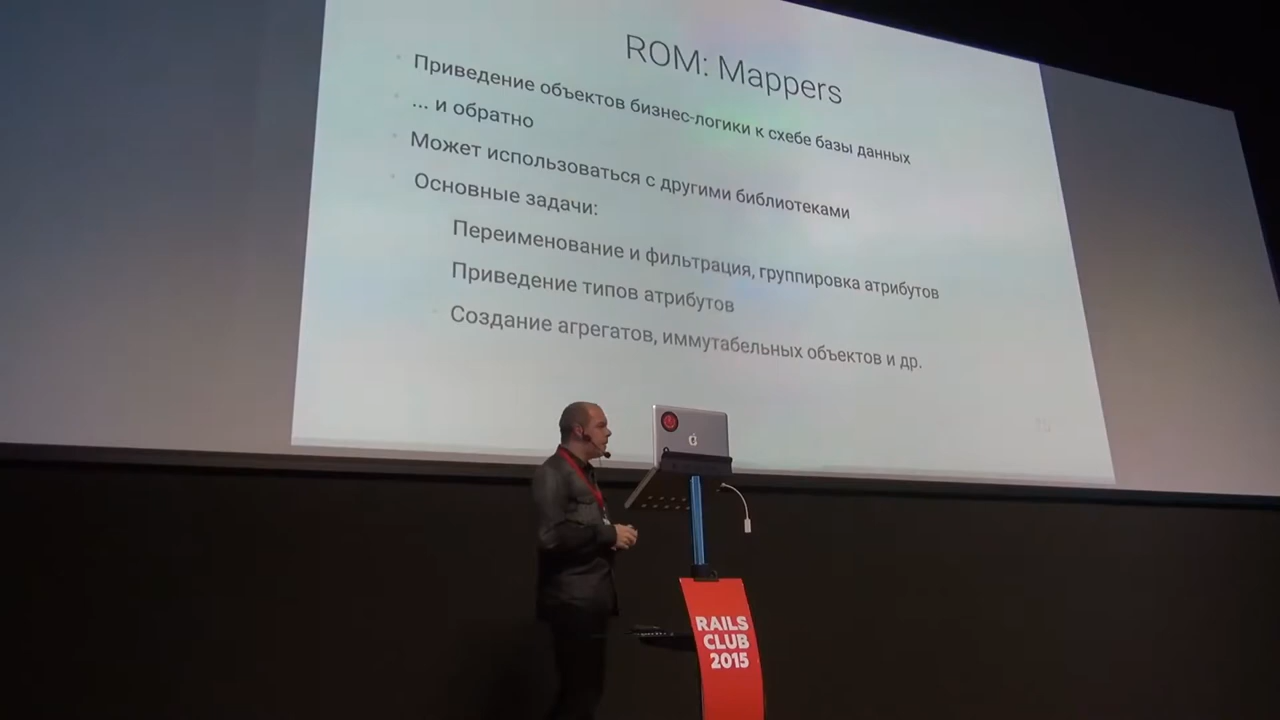 ROM: Mappers
Приведение объектов бизнес-логики к схебе базы данных
... и обратно
Может использоваться с другими библиотеками
Основные задачи:
Переименование и фильтрация, группировка атрибутов
Приведение типов атрибутов
Создание агрегатов, иммутабельных объектов и др.
RAILS
CLUB
2015